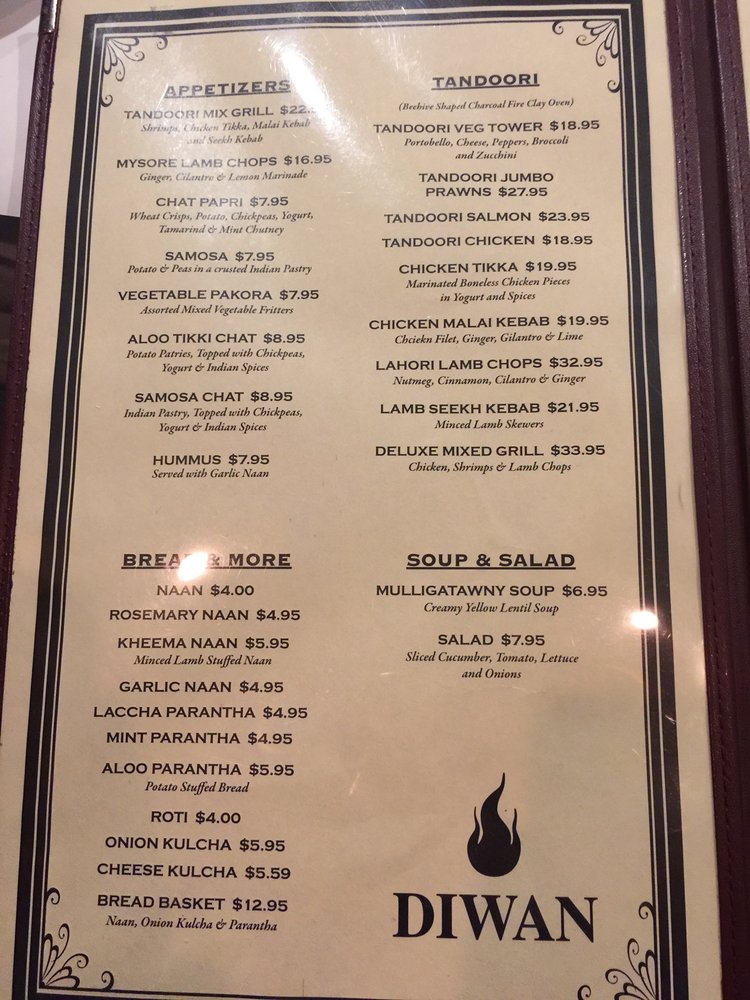 APPETIZERS
TANDOORI MIX GRILL
Shrimps, Chicken Tikka, Malai Kebab
and Seekh Kebab
MYSORE LAMB CHOPS $16.95
Ginger, Cilantro & Lemon Marinade
CHAT PAPRI $7.95
Wheat Crisps, Potato, Chickpeas, Yogurt,
Tamarind & Mint Chutney
SAMOSA $7.95
Potato & Peas in a crusted Indian Pastry
VEGETABLE PAKORA $7.95
Assorted Mixed Vegetable Fritters
ALOO TIKKI CHAT $8.95
Potato Patries, Topped with Chickpeas,
Yogurt & Indian Spices
SAMOSA CHAT $8.95
Indian Pastry, Topped with Chickpeas,
Yogurt & Indian Spices
HUMMUS $7.95
Served with Garlic Naan
BREAD & MORE
NAAN $4.00
ROSEMARY NAAN $4.95
KHEEMA NAAN $5.95
Minced Lamb Stuffed Naan
GARLIC NAAN $4.95
LACCHA PARANTHA $4.95
MINT PARANTHA $4.95
ALOO PARANTHA $5.95
Potato Stuffed Bread
ROTI $4.00
ONION KULCHA $5.95
CHEESE KULCHA $5.59
BREAD BASKET $12.95
Naan, Onion Kulcha & Parantha
TANDOORI
(Beehive Shaped Charcoal Fire Clay Oven)
TANDOORI VEG TOWER $18.95
Portobello, Cheese, Peppers, Broccoli
and Zucchini
TANDOORI JUMBO
PRAWNS $27.95
TANDOORI SALMON $23.95
TANDOORI CHICKEN $18.95
CHICKEN TIKKA $19.95
Marinated Boneless Chicken Pieces
in Yogurt and Spices
CHICKEN MALAI KEBAB $19.95
Chciekn Filet, Ginger, Gilantro & Lime
LAHORI LAMB CHOPS $32.95
Nutmeg, Cinnamon, Cilantro & Ginger
LAMB SEEKH KEBAB $21.95
Minced Lamb Skewers
DELUXE MIXED GRILL $33.95
Chicken, Shrimps & Lamb Chops
SOUP & SALAD
MULLIGATAWNY SOUP $6.95
Creamy Yellow Lentil Soup
SALAD $7.95
Sliced Cucumber, Tomato, Lettuce
and Onions
DIWAN